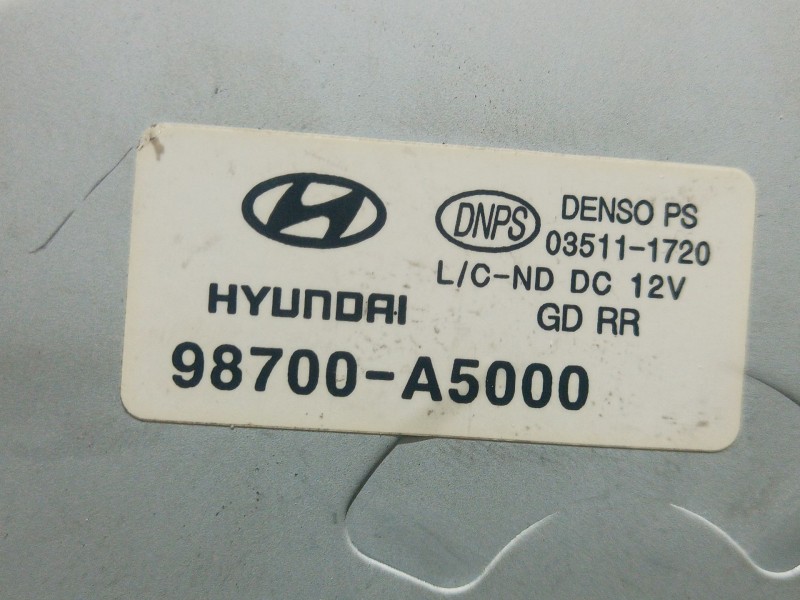 DNPS DENSO PS
03511-1720
L/C-ND DC 12V
HYUNDAI GD RR
98700-A5000